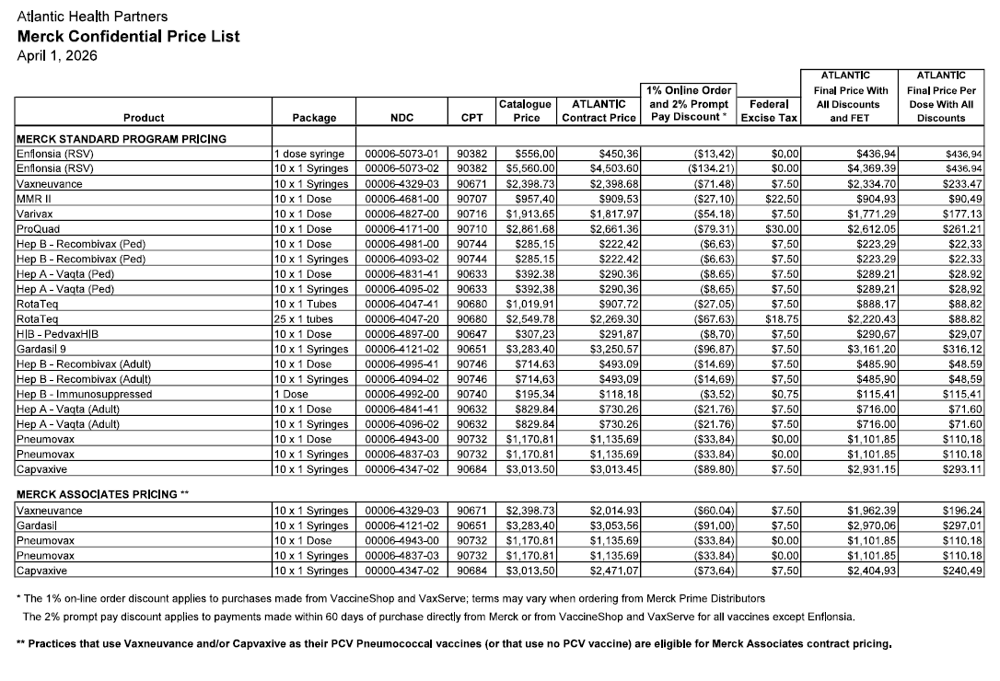 Atlantic Health Partners
Merck Confidential Price List
April 1, 2026
Product Package NDC CPT Catalogue Price ATLANTIC Contract Price 1% Online Order and 2% Prompt Pay Discount * Federal Excise Tax ATLANTIC Final Price With All Discounts and FET ATLANTIC Final Price Per Dose With All Discounts
MERCK STANDARD PROGRAM PRICING
Enflonsia (RSV) 1 dose syringe 00006-5073-01 90382 $556.00 $450.36 ($13.42) $0.00 $436.94 $436.94
Enflonsia (RSV) 10 x 1 Syringes 00006-5073-02 90382 $5,560.00 $4,503.60 ($134.21) $0.00 $4,369.39 $436.94
Vaxneuvance 10 x 1 Syringes 00006-4329-03 90671 $2,398.73 $2,398.68 ($71.48) $7.50 $2,334.70 $233.47
MMR II 10 x 1 Dose 00006-4681-00 90707 $957.40 $909.53 ($27.10) $22.50 $904.93 $90.49
Varivax 10 x 1 Dose 00006-4827-00 90716 $1,913.65 $1,817.97 ($54.18) $7.50 $1,771.29 $177.13
ProQuad 10 x 1 Dose 00006-4171-00 90710 $2,861.68 $2,661.36 ($79.31) $30.00 $2,612.05 $261.21
Hep B - Recombivax (Ped) 10 x 1 Dose 00006-4981-00 90744 $285.15 $222.42 ($6.63) $7.50 $223.29 $22.33
Hep B - Recombivax (Ped) 10 x 1 Syringes 00006-4093-02 90744 $285.15 $222.42 ($6.63) $7.50 $223.29 $22.33
Hep A - Vaqta (Ped) 10 x 1 Dose 00006-4831-41 90633 $392.38 $290.36 ($8.65) $7.50 $289.21 $28.92
Hep A - Vaqta (Ped) 10 x 1 Syringes 00006-4095-02 90633 $392.38 $290.36 ($8.65) $7.50 $289.21 $28.92
RotaTeq 10 x 1 Tubes 00006-4047-41 90680 $1,019.91 $907.72 ($27.05) $7.50 $888.17 $88.82
RotaTeq 25 x 1 tubes 00006-4047-20 90680 $2,549.78 $2,269.30 ($67.63) $18.75 $2,220.43 $88.82
HIB - PedvaxHIB 10 x 1 Dose 00006-4897-00 90647 $307.23 $291.87 ($8.70) $7.50 $290.67 $29.07
Gardasil 9 10 x 1 Syringes 00006-4121-02 90651 $3,283.40 $3,250.57 ($96.87) $7.50 $3,161.20 $316.12
Hep B - Recombivax (Adult) 10 x 1 Dose 00006-4995-41 90746 $714.63 $493.09 ($14.69) $7.50 $485.90 $48.59
Hep B - Recombivax (Adult) 10 x 1 Syringes 00006-4094-02 90746 $714.63 $493.09 ($14.69) $7.50 $485.90 $48.59
Hep B - Immunosuppressed 1 Dose 00006-4992-00 90740 $195.34 $118.18 ($3.52) $0.75 $115.41 $115.41
Hep A - Vaqta (Adult) 10 x 1 Dose 00006-4841-41 90632 $829.84 $730.26 ($21.76) $7.50 $716.00 $71.60
Hep A - Vaqta (Adult) 10 x 1 Syringes 00006-4096-02 90632 $829.84 $730.26 ($21.76) $7.50 $716.00 $71.60
Pneumovax 10 x 1 Dose 00006-4943-00 90732 $1,170.81 $1,135.69 ($33.84) $0.00 $1,101.85 $110.18
Pneumovax 10 x 1 Syringes 00006-4837-03 90732 $1,170.81 $1,135.69 ($33.84) $0.00 $1,101.85 $110.18
Capvaxive 10 x 1 Syringes 00006-4347-02 90684 $3,013.50 $3,013.45 ($89.80) $7.50 $2,931.15 $293.11
MERCK ASSOCIATES PRICING **
Vaxneuvance 10 x 1 Syringes 00006-4329-03 90671 $2,398.73 $2,014.93 ($60.04) $7.50 $1,962.39 $196.24
Gardasil 10 x 1 Syringes 00006-4121-02 90651 $3,283.40 $3,053.56 ($91.00) $7.50 $2,970.06 $297.01
Pneumovax 10 x 1 Dose 00006-4943-00 90732 $1,170.81 $1,135.69 ($33.84) $0.00 $1,101.85 $110.18
Pneumovax 10 x 1 Syringes 00006-4837-03 90732 $1,170.81 $1,135.69 ($33.84) $0.00 $1,101.85 $110.18
Capvaxive 10 x 1 Syringes 00000-4347-02 90684 $3,013.50 $2,471.07 ($73.64) $7.50 $2,404.93 $240.49
* The 1% on-line order discount applies to purchases made from VaccineShop and VaxServe; terms may vary when ordering from Merck Prime Distributors
The 2% prompt pay discount applies to payments made within 60 days of purchase directly from Merck or from VaccineShop and VaxServe for all vaccines except Enflonsia.
** Practices that use Vaxneuvance and/or Capvaxive as their PCV Pneumococcal vaccines (or that use no PCV vaccine) are eligible for Merck Associates contract pricing.